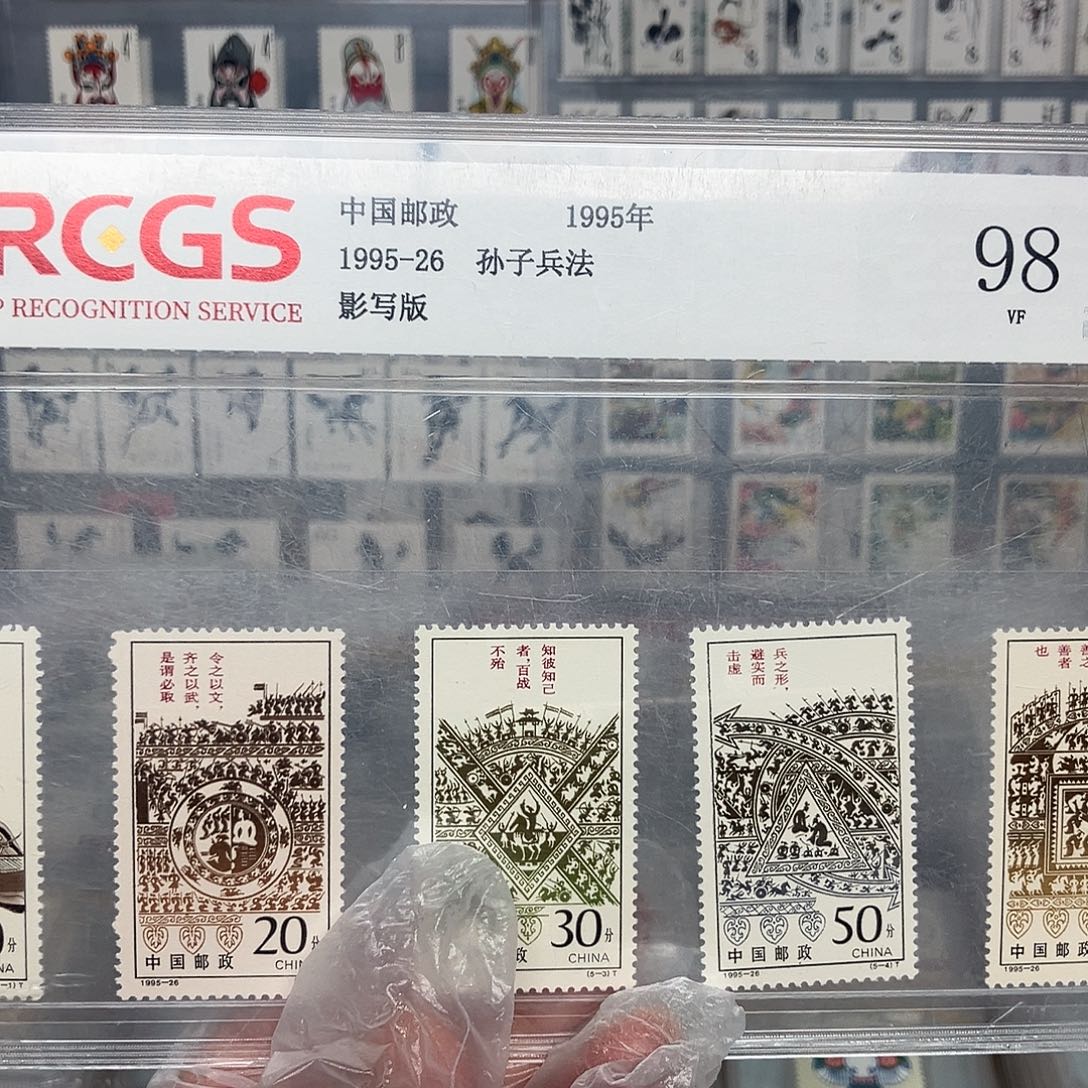 RCGS
RECOGNITION SERVICE
中国邮政 1995年
1995-26 孙子兵法
影写版
98
VF
分
令之以文,
齐之以武,
是谓必取
20分
中国邮政
1995-26
知彼知己
者,百战
不殆
30分
政
CHINA
(5-3)T
兵之形,
避实而
击虚
50分
中国邮政 CHINA
1995-26 (5-4)T
善者
也
中国邮
1995-26